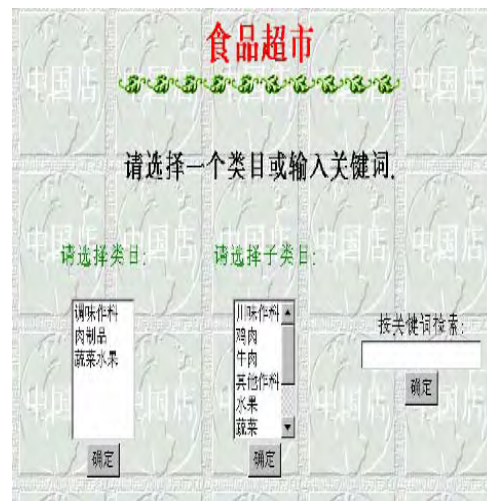 食品超市
请选择一个类目或输入关键词.
请选择类目:
请选择子类目:
调味作料
肉制品
蔬菜水果
确定
川味作料
鸡肉
牛肉
其他作料
水果
蔬菜
确定
按关键词检索:
确定
中国店